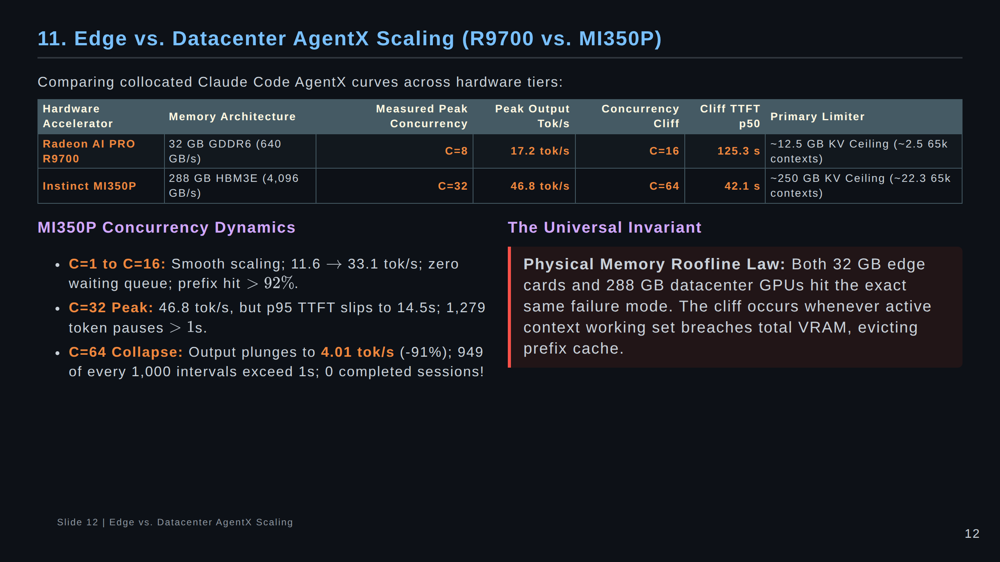 11. Edge vs. Datacenter AgentX Scaling (R9700 vs. MI350P)
Comparing collocated Claude Code AgentX curves across hardware tiers:
Hardware Accelerator | Memory Architecture | Measured Peak Concurrency | Peak Output Tok/s | Concurrency Cliff | Cliff TTFT p50 | Primary Limiter
Radeon AI PRO R9700 | 32 GB GDDR6 (640 GB/s) | C=8 | 17.2 tok/s | C=16 | 125.3 s | ~12.5 GB KV Ceiling (~2.5 65k contexts)
Instinct MI350P | 288 GB HBM3E (4,096 GB/s) | C=32 | 46.8 tok/s | C=64 | 42.1 s | ~250 GB KV Ceiling (~22.3 65k contexts)
MI350P Concurrency Dynamics
• C=1 to C=16: Smooth scaling; 11.6 → 33.1 tok/s; zero
waiting queue; prefix hit > 92%.
• C=32 Peak: 46.8 tok/s, but p95 TTFT slips to 14.5s; 1,279
token pauses > 1s.
• C=64 Collapse: Output plunges to 4.01 tok/s (-91%); 949
of every 1,000 intervals exceed 1s; 0 completed sessions!
The Universal Invariant
Physical Memory Roofline Law: Both 32 GB edge
cards and 288 GB datacenter GPUs hit the exact
same failure mode. The cliff occurs whenever active
context working set breaches total VRAM, evicting
prefix cache.
Slide 12 | Edge vs. Datacenter AgentX Scaling
12